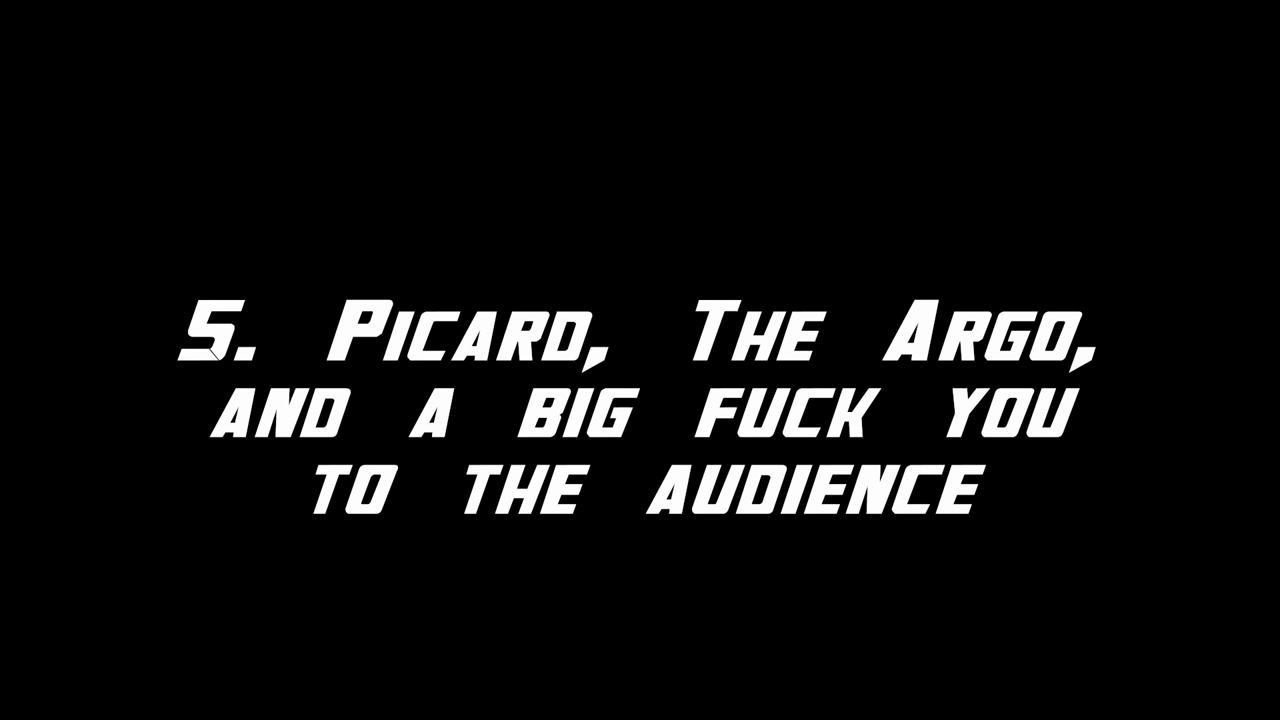 5. Picard, The Argo,
and a big fuck you
to the audience